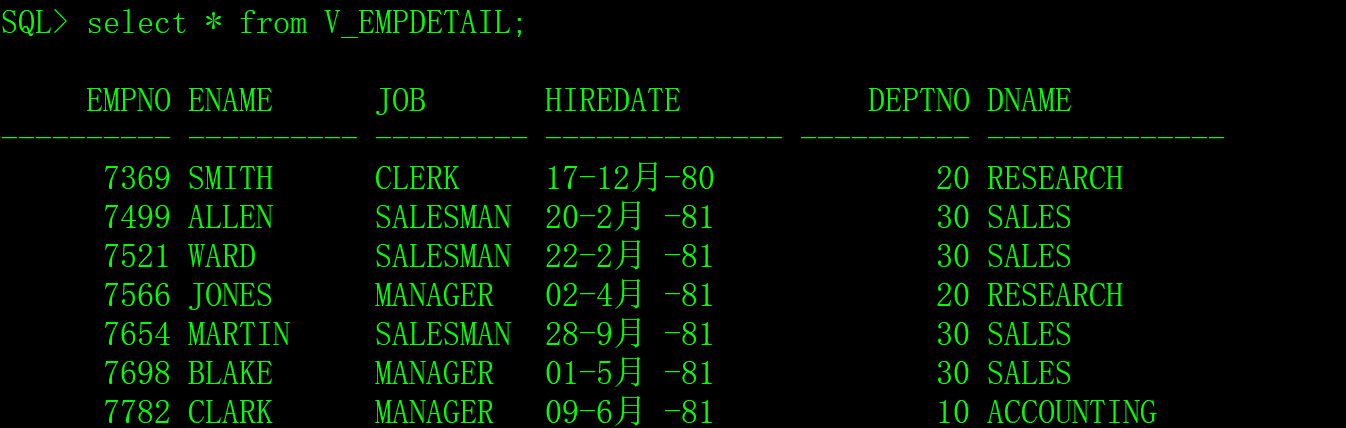 SQL> select * from V_EMPDETAIL;
EMPNO ENAME JOB HIREDATE DEPTNO DNAME
---------- ---------- --------- -------------- ---------- --------------
7369 SMITH CLERK 17-12月-80 20 RESEARCH
7499 ALLEN SALESMAN 20-2月 -81 30 SALES
7521 WARD SALESMAN 22-2月 -81 30 SALES
7566 JONES MANAGER 02-4月 -81 20 RESEARCH
7654 MARTIN SALESMAN 28-9月 -81 30 SALES
7698 BLAKE MANAGER 01-5月 -81 30 SALES
7782 CLARK MANAGER 09-6月 -81 10 ACCOUNTING